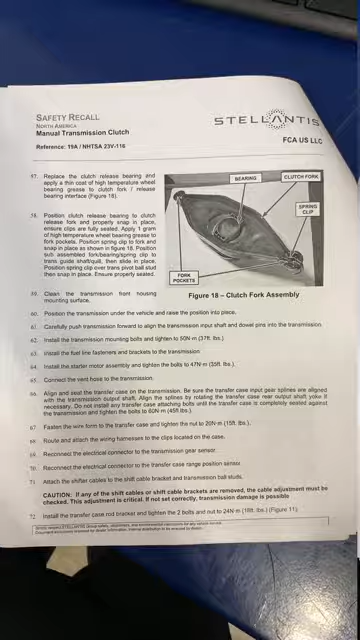 SAFETY RECALL
NORTH AMERICA
Manual Transmission Clutch
Reference: 19A / NHTSA 23V-116
STELLANTIS
FCA US LLC
57. Replace the clutch release bearing and
apply a thin coat of high temperature wheel
bearing grease to clutch fork / release
bearing interface (Figure 18).
58. Position clutch release bearing to clutch
release fork and properly snap in place,
ensure clips are fully seated. Apply 1 gram
of high temperature wheel bearing grease to
fork pockets. Position spring clip to fork and
snap in place as shown in figure 18. Position
sub assembled fork/bearing/spring clip to
trans guide shaft/quill, then slide in place.
Position spring clip over trans pivot ball stud
then snap in place. Ensure properly seated.
59. Clean the transmission front housing
mounting surface.
BEARING
CLUTCH FORK
SPRING
CLIP
FORK
POCKETS
Figure 18 – Clutch Fork Assembly
60. Position the transmission under the vehicle and raise the position into place.
61. Carefully push transmission forward to align the transmission input shaft and dowel pins into the transmission.
62. Install the transmission mounting bolts and tighten to 50N·m (37ft. lbs.)
63. Install the fuel line fasteners and brackets to the transmission.
64. Install the starter motor assembly and tighten the bolts to 47N·m (35ft. lbs.).
65. Connect the vent hose to the transmission.
66. Align and seat the transfer case on the transmission. Be sure the transfer case input gear splines are aligned
with the transmission output shaft. Align the splines by rotating the transfer case rear output shaft yoke if
necessary. Do not install any transfer case attaching bolts until the transfer case is completely seated against
the transmission and tighten the bolts to 60N·m (45ft lbs.)
67. Fasten the wire form to the transfer case and tighten the nut to 20N·m (15ft. lbs.).
68. Route and attach the wiring harnesses to the clips located on the case.
69. Reconnect the electrical connector to the transmission gear sensor.
70. Reconnect the electrical connector to the transfer case range position sensor.
71. Attach the shifter cables to the shift cable bracket and transmission ball studs.
CAUTION: If any of the shift cables or shift cable brackets are removed, the cable adjustment must be
checked. This adjustment is critical. If not set correctly, transmission damage is possible
72. Install the transfer case rod bracket and tighten the 2 bolts and nut to 24N·m (18ft. lbs.) (Figure 11).